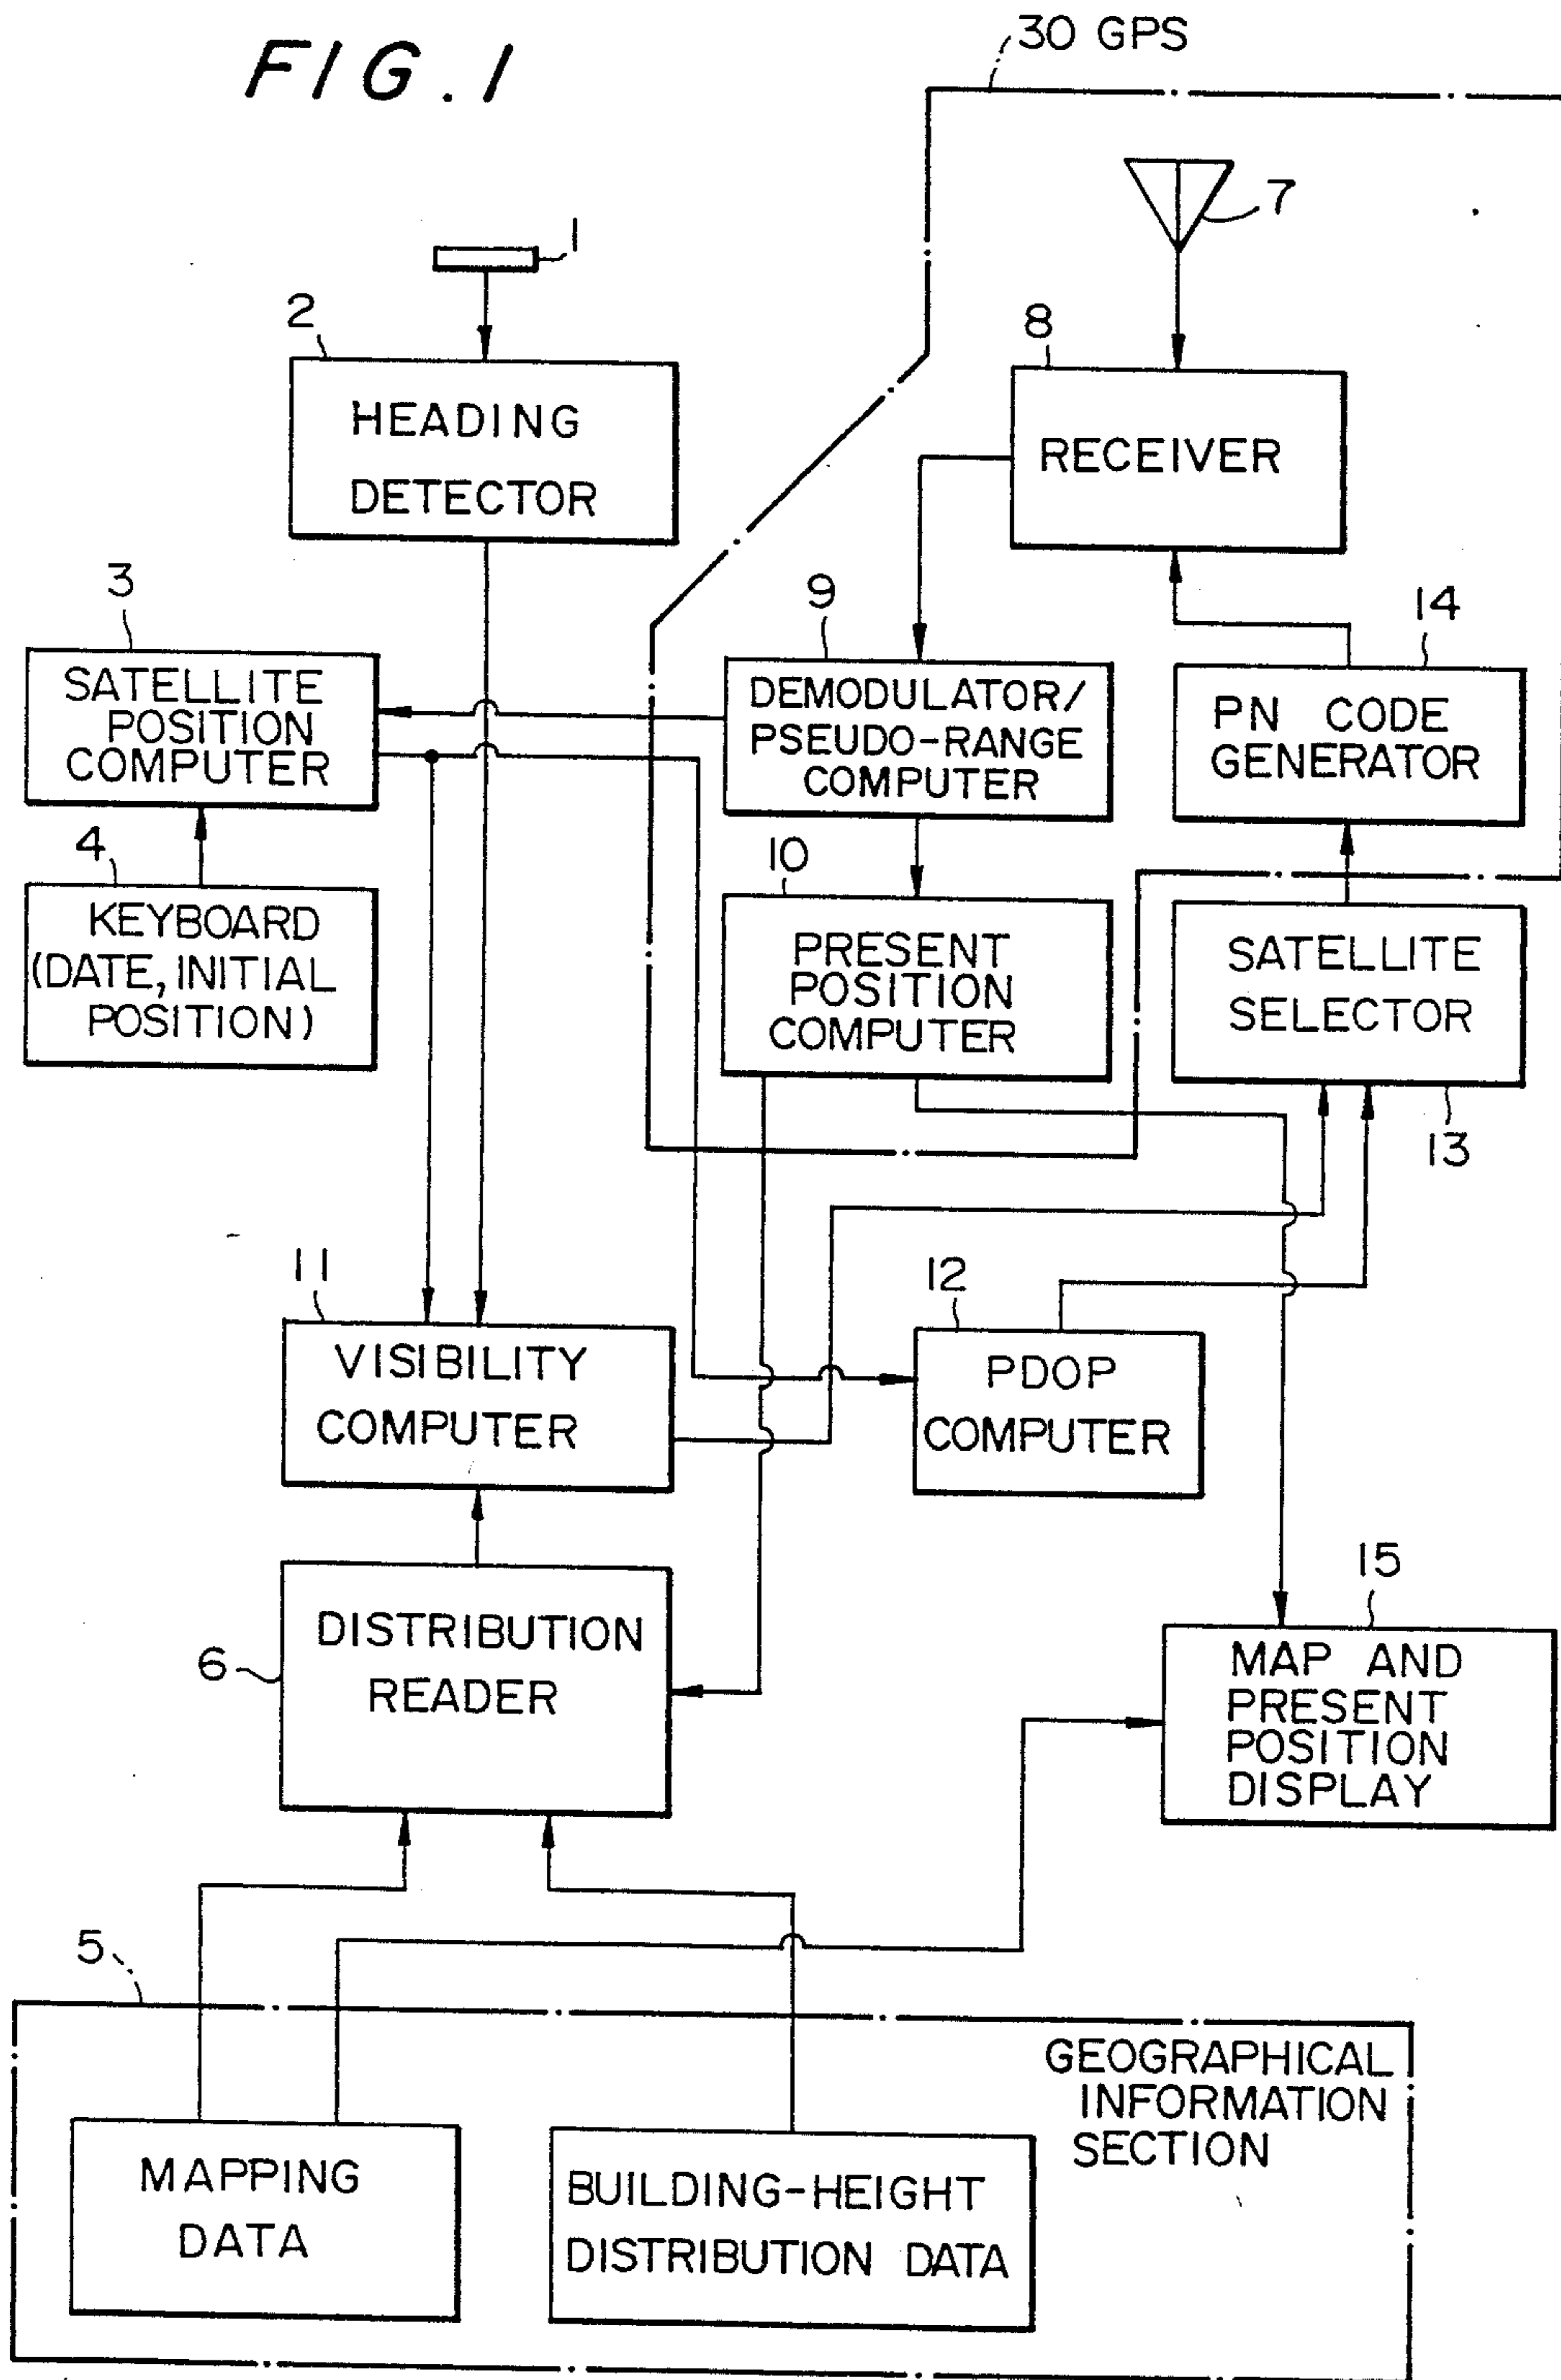 FIG. 1
30 GPS
7
1
2
8
HEADING
DETECTOR
RECEIVER
3
9
14
SATELLITE
POSITION
COMPUTER
DEMODULATOR/
PSEUDO-RANGE
COMPUTER
PN CODE
GENERATOR
4
10
KEYBOARD
(DATE, INITIAL
POSITION)
PRESENT
POSITION
COMPUTER
SATELLITE
SELECTOR
13
11
12
VISIBILITY
COMPUTER
PDOP
COMPUTER
15
6
DISTRIBUTION
READER
MAP AND
PRESENT
POSITION
DISPLAY
5
GEOGRAPHICAL
INFORMATION
SECTION
MAPPING
DATA
BUILDING-HEIGHT
DISTRIBUTION DATA